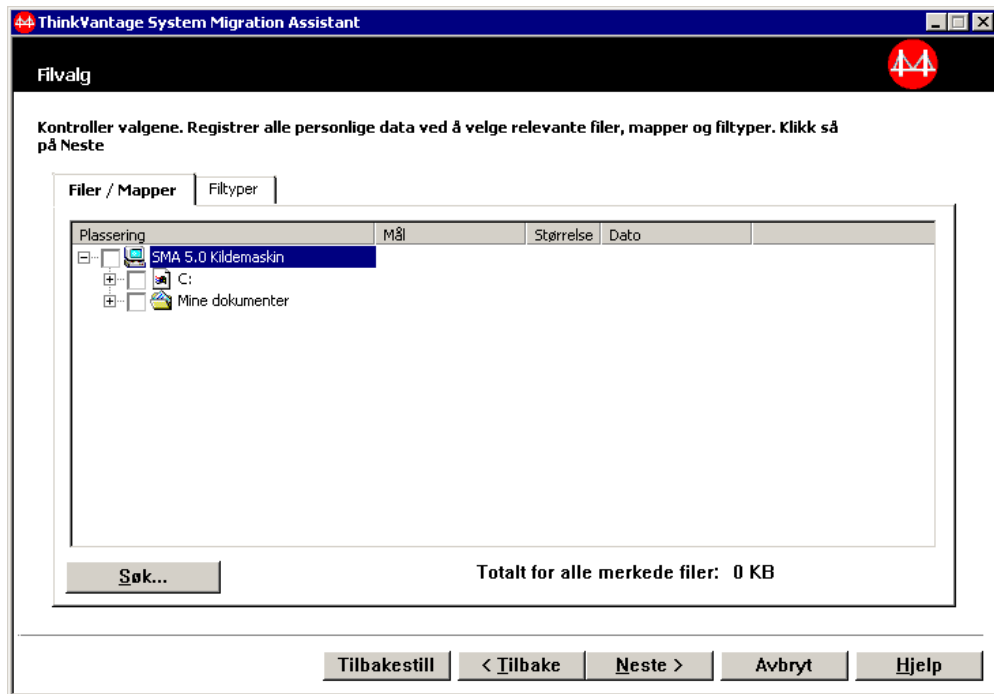 ThinkVantage System Migration Assistant
Filvalg
Kontroller valgene. Registrer alle personlige data ved å velge relevante filer, mapper og filtyper. Klikk så
på Neste
Filer / Mapper Filtyper
Plassering Mål Størrelse Dato
SMA 5.0 Kildemaskin
C:
Mine dokumenter
Søk... Totalt for alle merkede filer: 0 KB
Tilbakestill < Tilbake Neste > Avbryt Hjelp